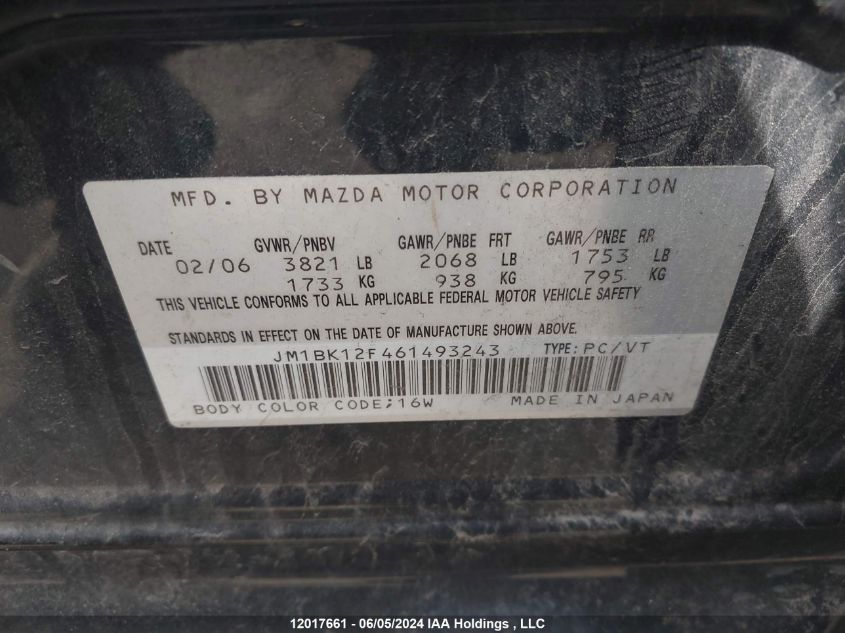 MFD. BY MAZDA MOTOR CORPORATION
DATE GVWR/PNBV GAWR/PNBE FRT GAWR/PNBE RR
02/06 3821 LB 2068 LB 1753 LB
1733 KG 938 KG 795 KG
THIS VEHICLE CONFORMS TO ALL APPLICABLE FEDERAL MOTOR VEHICLE SAFETY
STANDARDS IN EFFECT ON THE DATE OF MANUFACTURE SHOWN ABOVE.
JM1BK12F461493243 TYPE: PC/VT
BODY COLOR CODE;16W MADE IN JAPAN
12017661 - 06/05/2024 IAA Holdings , LLC